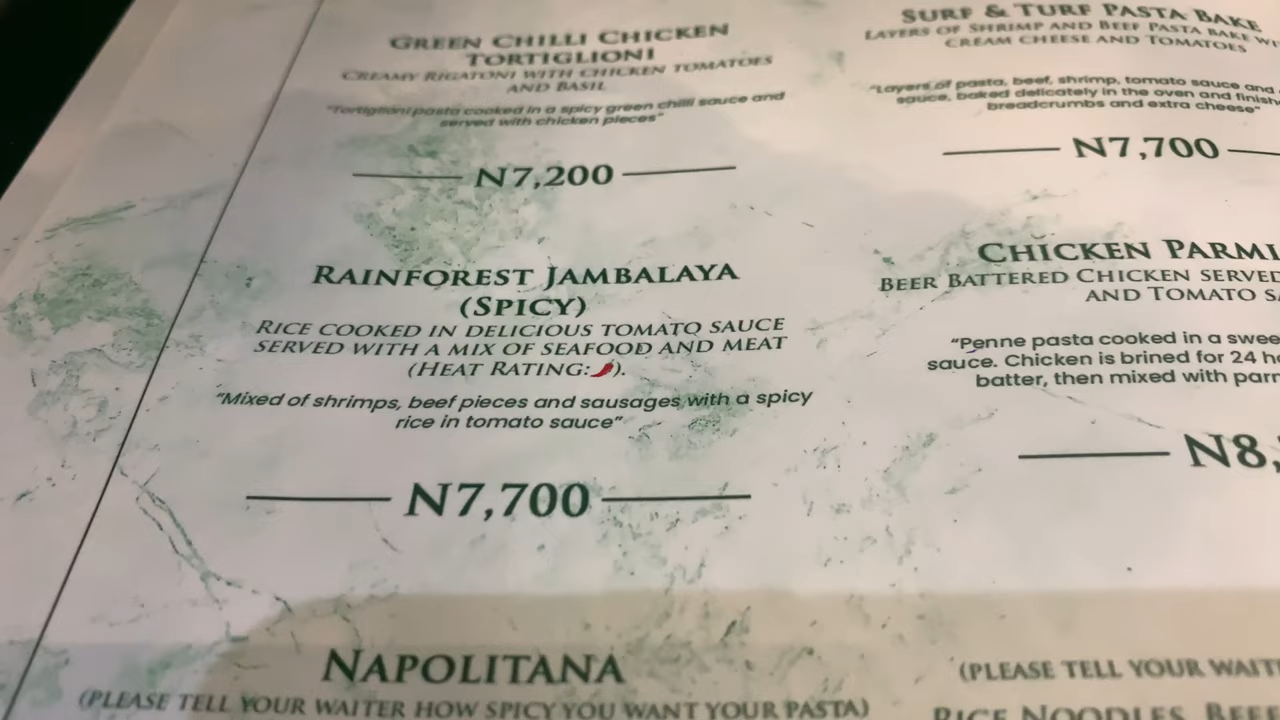 GREEN CHILLI CHICKEN
TORTIGLIONI
CREAMY RIGATONI WITH CHICKEN TOMATOES
AND BASIL
"Tortiglioni pasta cooked in a spicy green chilli sauce and
served with chicken pieces"
N7,200
RAINFOREST JAMBALAYA
(SPICY)
RICE COOKED IN DELICIOUS TOMATO SAUCE
SERVED WITH A MIX OF SEAFOOD AND MEAT
(HEAT RATING:🌶).
"Mixed of shrimps, beef pieces and sausages with a spicy
rice in tomato sauce"
N7,700
NAPOLITANA
(PLEASE TELL YOUR WAITER HOW SPICY YOU WANT YOUR PASTA)
SURF & TURF PASTA BAKE
LAYERS OF SHRIMP AND BEEF PASTA BAKE
CREAM CHEESE AND TOMATOES
"Layers of pasta, beef, shrimp, tomato sauce and
sauce, baked delicately in the oven and finish
breadcrumbs and extra cheese"
N7,700
CHICKEN PARMI
BEER BATTERED CHICKEN SERVED
AND TOMATO
"Penne pasta cooked in a swee
sauce. Chicken is brined for 24 h
batter, then mixed with parm
N8,
(PLEASE TELL YOUR WAIT
RICE NOODLES, BEEF